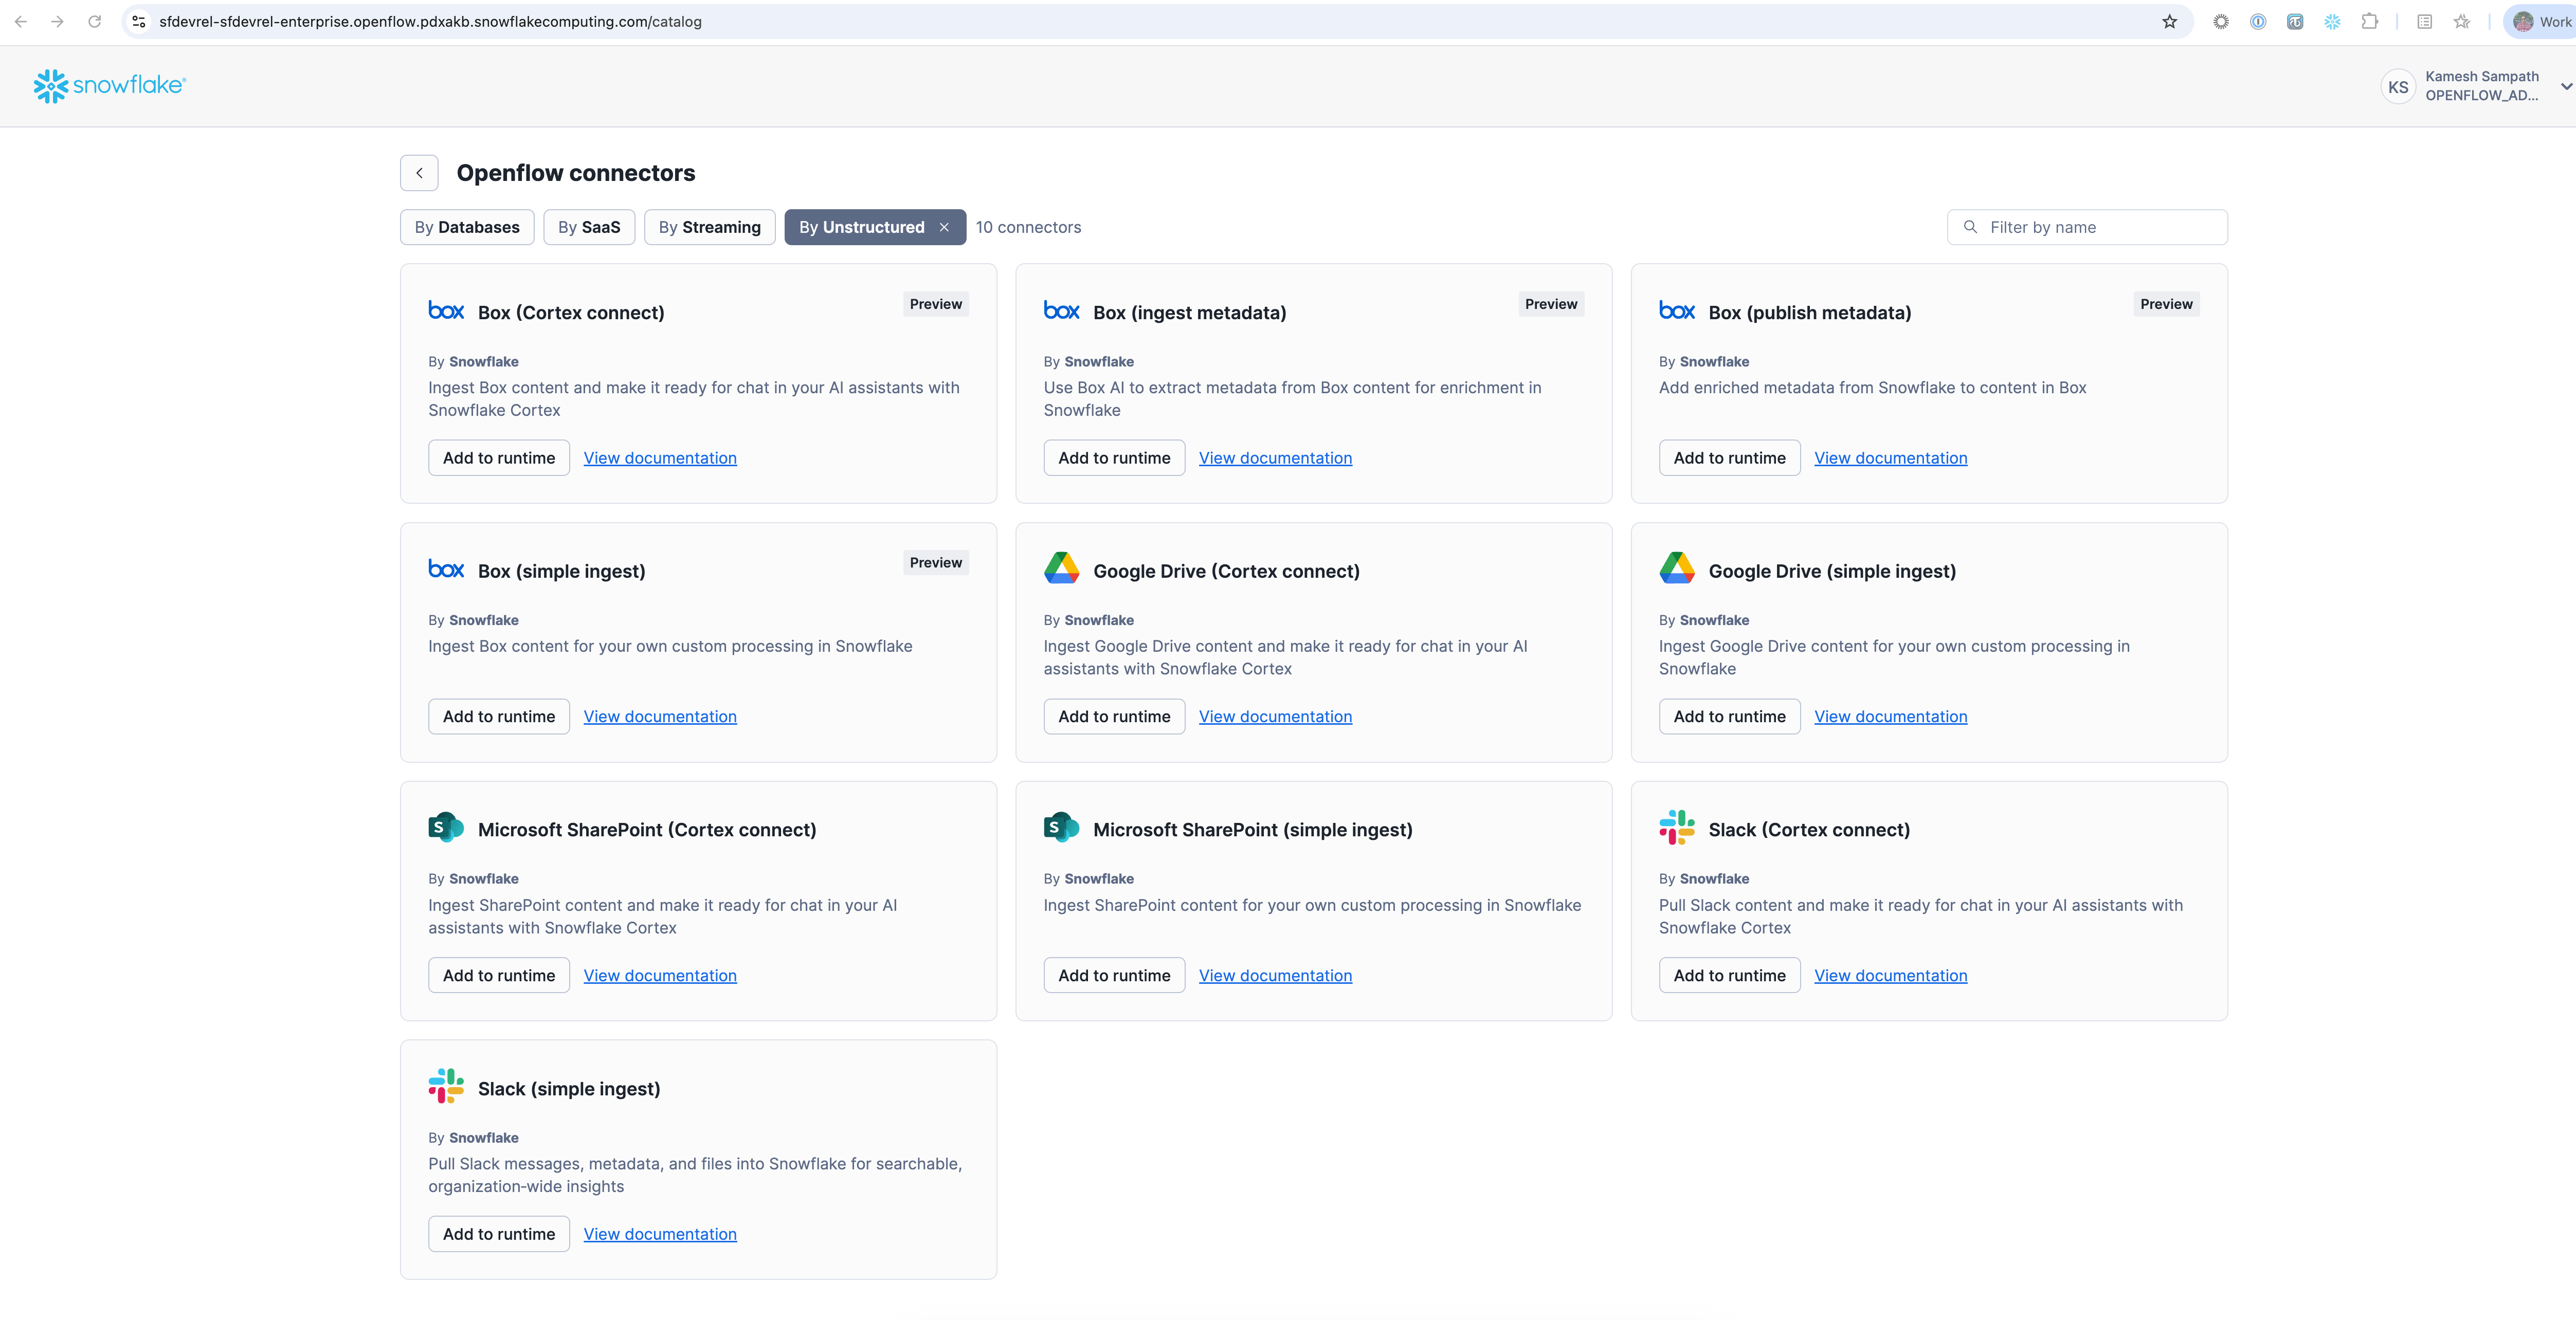 sfdevrel-sfdevrel-enterprise.openflow.pdxakb.snowflakecomputing.com/catalog
Work
snowflake®
KS
Kamesh Sampath
OPENFLOW_AD...
Openflow connectors
By Databases
By SaaS
By Streaming
By Unstructured ×
10 connectors
Filter by name
box
Box (Cortex connect)
Preview
By Snowflake
Ingest Box content and make it ready for chat in your AI assistants with
Snowflake Cortex
Add to runtime
View documentation
box
Box (ingest metadata)
Preview
By Snowflake
Use Box AI to extract metadata from Box content for enrichment in
Snowflake
Add to runtime
View documentation
box
Box (publish metadata)
Preview
By Snowflake
Add enriched metadata from Snowflake to content in Box
Add to runtime
View documentation
box
Box (simple ingest)
Preview
By Snowflake
Ingest Box content for your own custom processing in Snowflake
Add to runtime
View documentation
Google Drive (Cortex connect)
By Snowflake
Ingest Google Drive content and make it ready for chat in your AI
assistants with Snowflake Cortex
Add to runtime
View documentation
Google Drive (simple ingest)
By Snowflake
Ingest Google Drive content for your own custom processing in
Snowflake
Add to runtime
View documentation
S
Microsoft SharePoint (Cortex connect)
By Snowflake
Ingest SharePoint content and make it ready for chat in your AI
assistants with Snowflake Cortex
Add to runtime
View documentation
S
Microsoft SharePoint (simple ingest)
By Snowflake
Ingest SharePoint content for your own custom processing in Snowflake
Add to runtime
View documentation
Slack (Cortex connect)
By Snowflake
Pull Slack content and make it ready for chat in your AI assistants with
Snowflake Cortex
Add to runtime
View documentation
Slack (simple ingest)
By Snowflake
Pull Slack messages, metadata, and files into Snowflake for searchable,
organization-wide insights
Add to runtime
View documentation